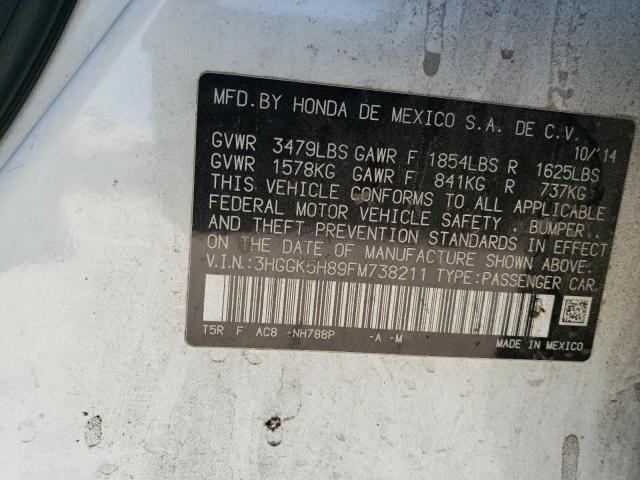 MFD.BY HONDA DE MEXICO S.A. DE C.V.
10/'14
GVWR 3479LBS GAWR F 1854LBS R 1625LBS
GVWR 1578KG GAWR F 841KG R 737KG
THIS VEHICLE CONFORMS TO ALL APPLICABLE
FEDERAL MOTOR VEHICLE SAFETY BUMPER
AND THEFT PREVENTION STANDARDS IN EFFECT
ON THE DATE OF MANUFACTURE SHOWN ABOVE.
V.I.N.:3HGGK5H89FM738211 TYPE:PASSENGER CAR
T5R F AC8 -NH788P -A -M
MADE IN MEXICO